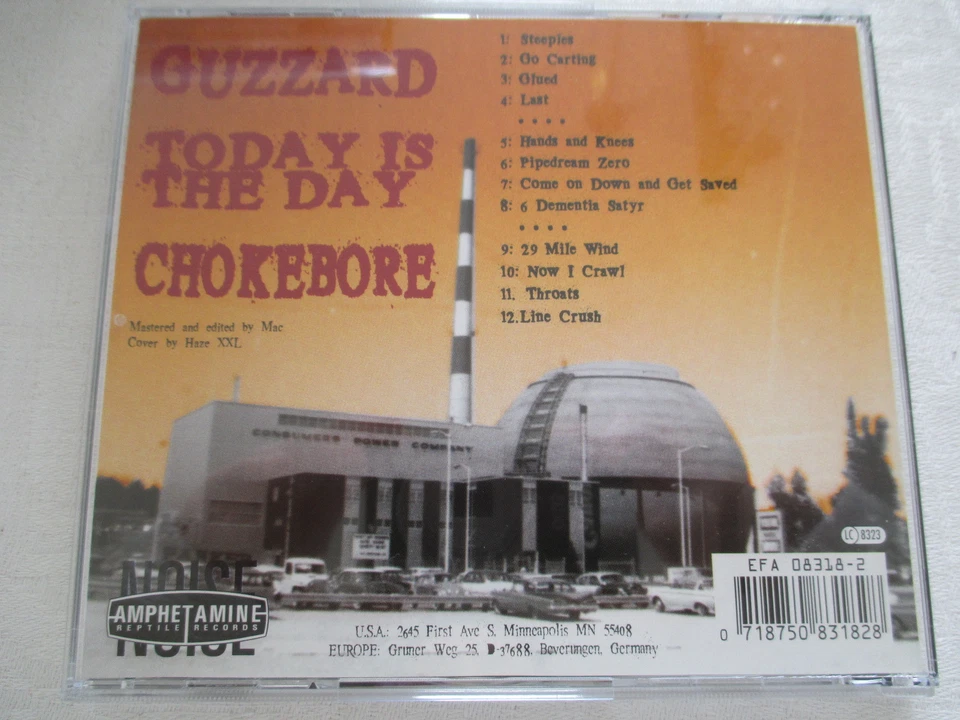 GUZZARD
TODAY IS
THE DAY
CHOKEBORE
Mastered and edited by Mac
Cover by Haze XXL
1: Steeples
2: Go Carting
3: Glued
4: Last
• • • •
5: Hands and Knees
6: Pipedream Zero
7: Come on Down and Get Saved
8: 6 Dementia Satyr
• • • •
9: 29 Mile Wind
10: Now I Crawl
11. Throats
12.Line Crush
CONSUMERS POWER COMPANY
LC 8323
NOISE
AMPHETAMINE
REPTILE RECORDS
NOISE
U.S.A.: 2645 First Ave S. Minneapolis MN 55408
EUROPE: Gruner Weg 25, D-37688, Beverungen, Germany
EFA 08318-2
0 718750 831828